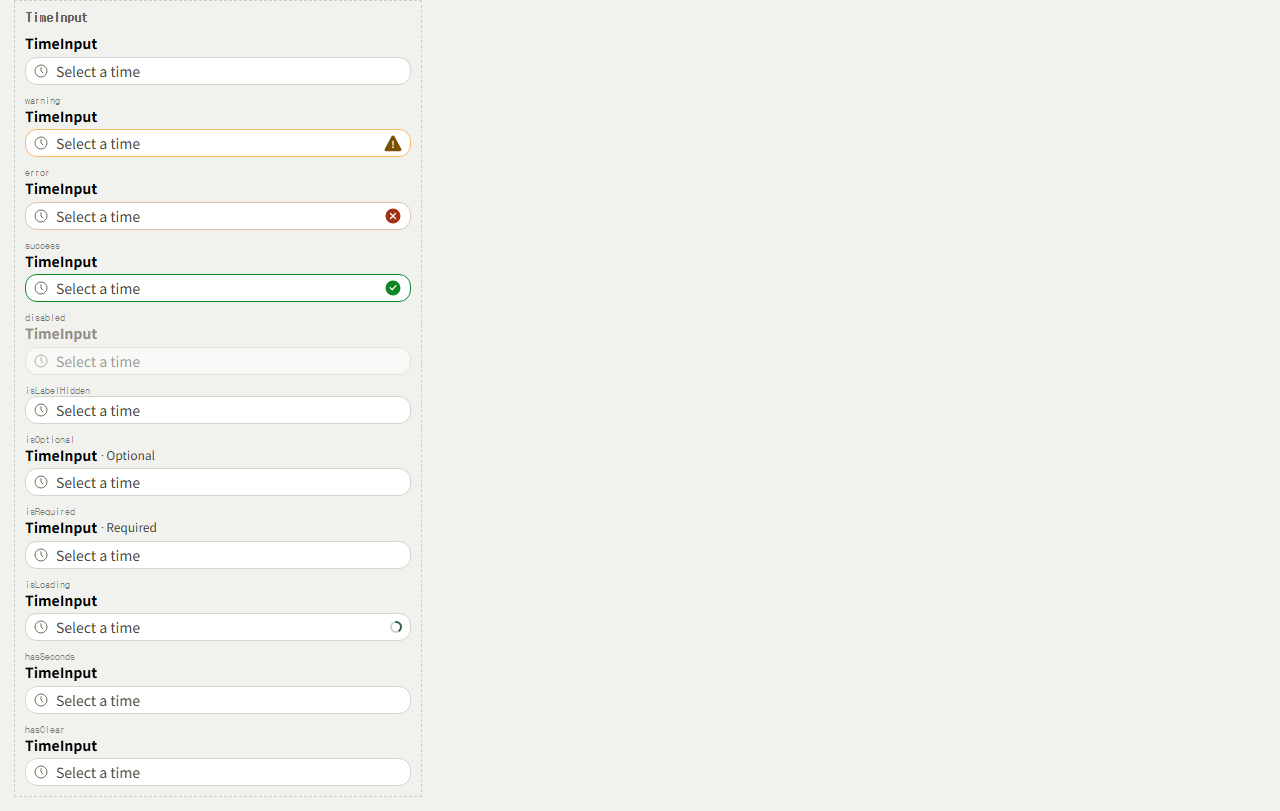 TimeInput
TimeInput
Select a time
warning
TimeInput
Select a time
error
TimeInput
Select a time
success
TimeInput
Select a time
disabled
TimeInput
Select a time
isLabelHidden
Select a time
isOptional
TimeInput · Optional
Select a time
isRequired
TimeInput · Required
Select a time
isLoading
TimeInput
Select a time
hasSeconds
TimeInput
Select a time
hasClear
TimeInput
Select a time